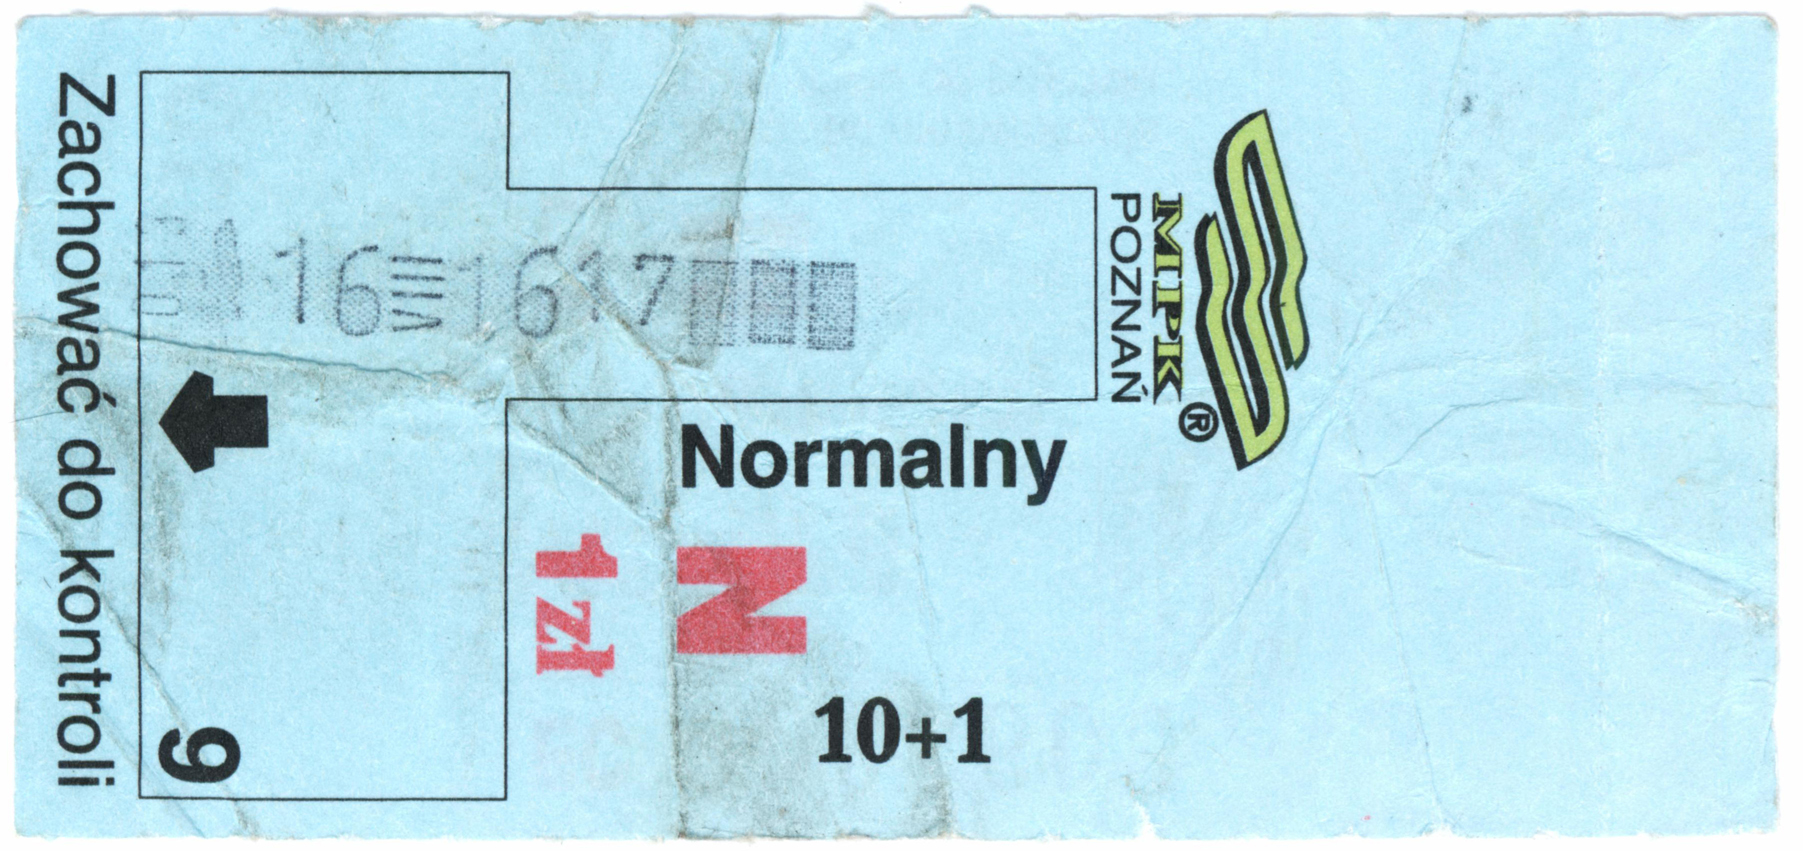 Zachować do kontroli
16 1617
9
Normalny
1 zł
N
10+1
MPK®
POZNAŃ